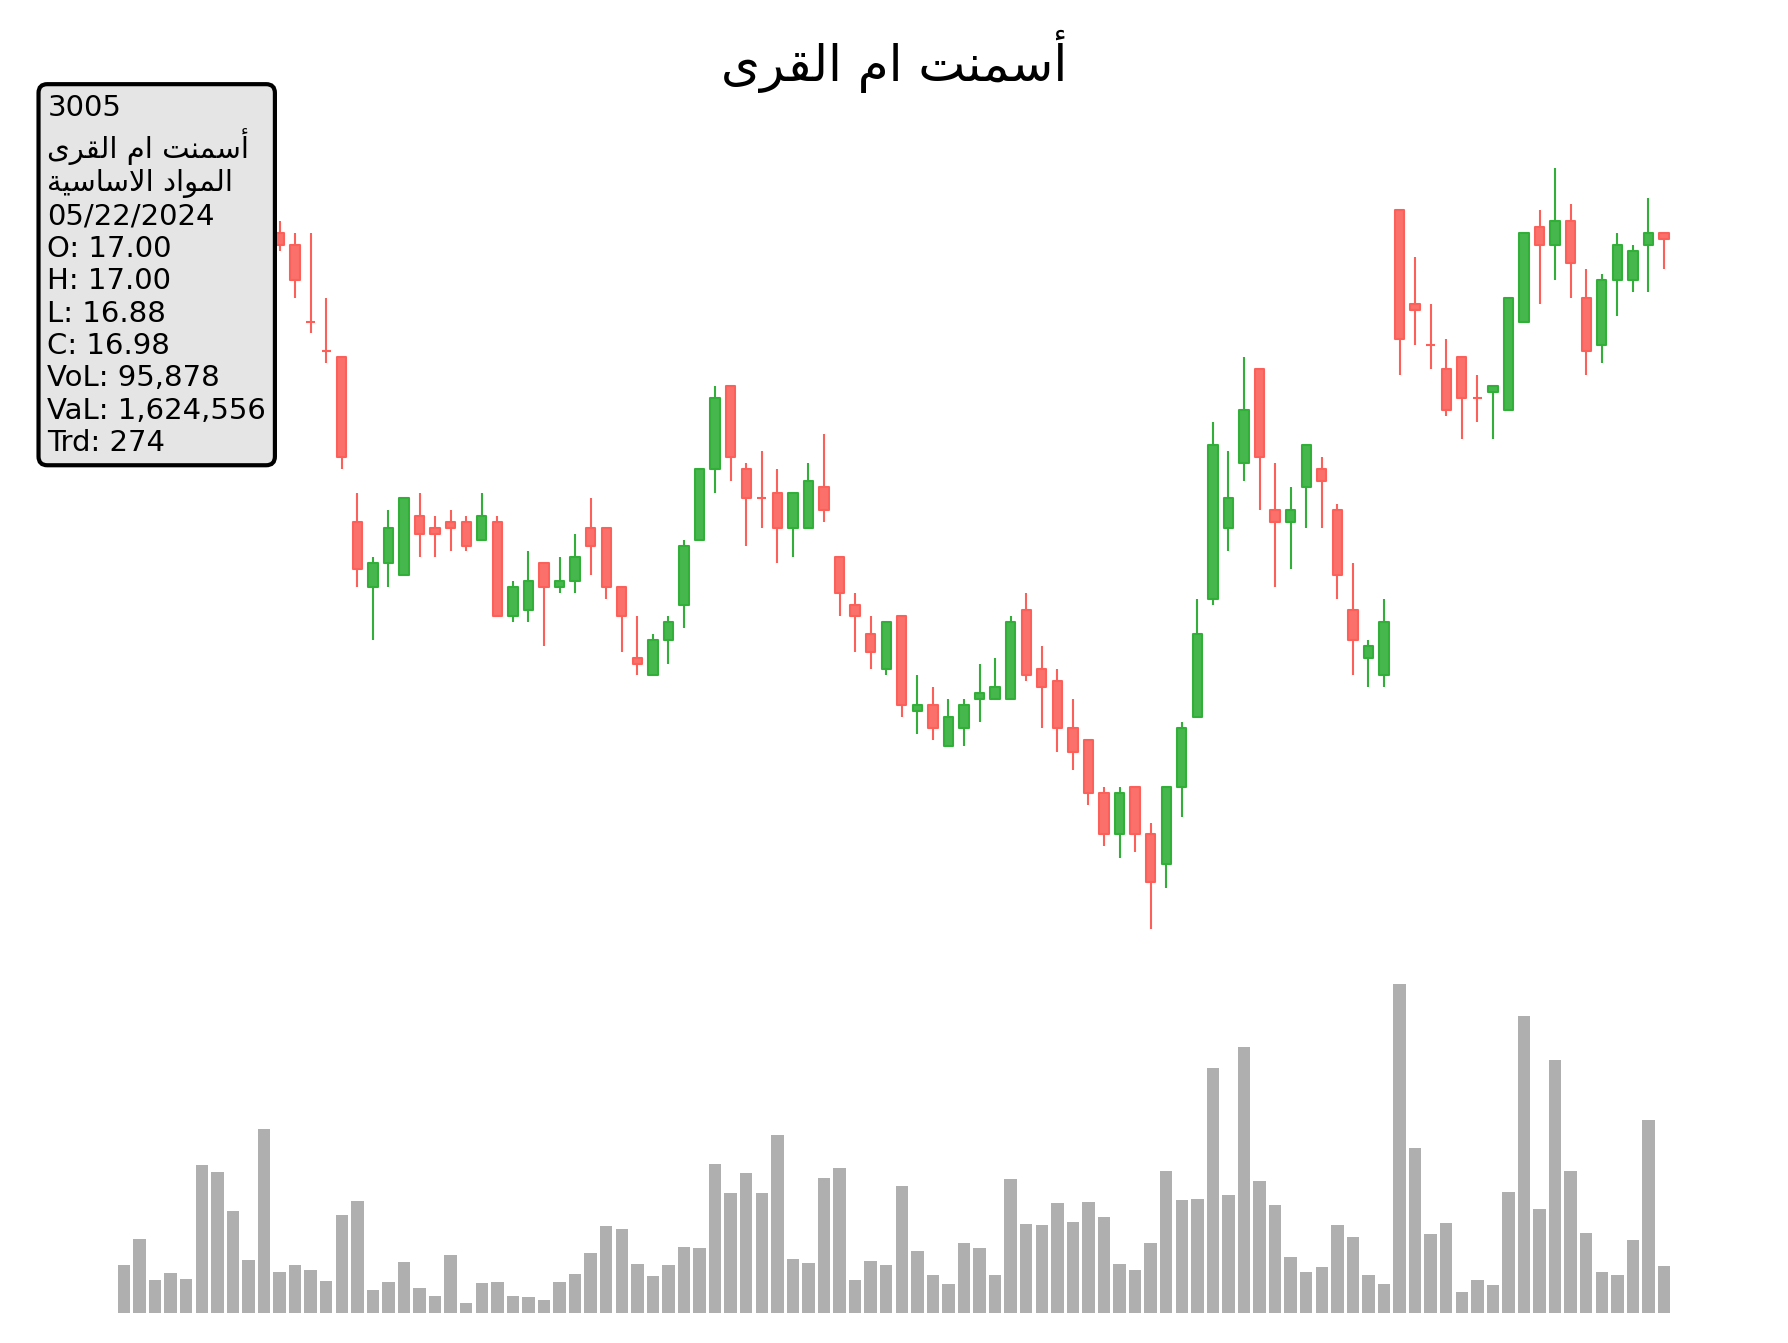 أسمنت ام القرى
3005
أسمنت ام القرى
المواد الاساسية
05/22/2024
O: 17.00
H: 17.00
L: 16.88
C: 16.98
VoL: 95,878
VaL: 1,624,556
Trd: 274